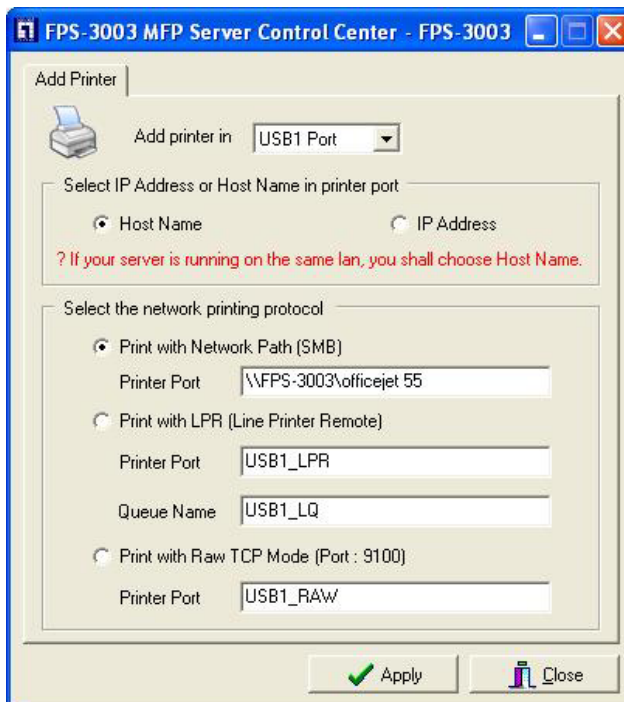 FPS-3003 MFP Server Control Center - FPS-3003
Add Printer
Add printer in USB1 Port
Select IP Address or Host Name in printer port
Host Name IP Address
? If your server is running on the same lan, you shall choose Host Name.
Select the network printing protocol
Print with Network Path (SMB)
Printer Port \\FPS-3003\officejet 55
Print with LPR (Line Printer Remote)
Printer Port USB1_LPR
Queue Name USB1_LQ
Print with Raw TCP Mode (Port : 9100)
Printer Port USB1_RAW
Apply Close